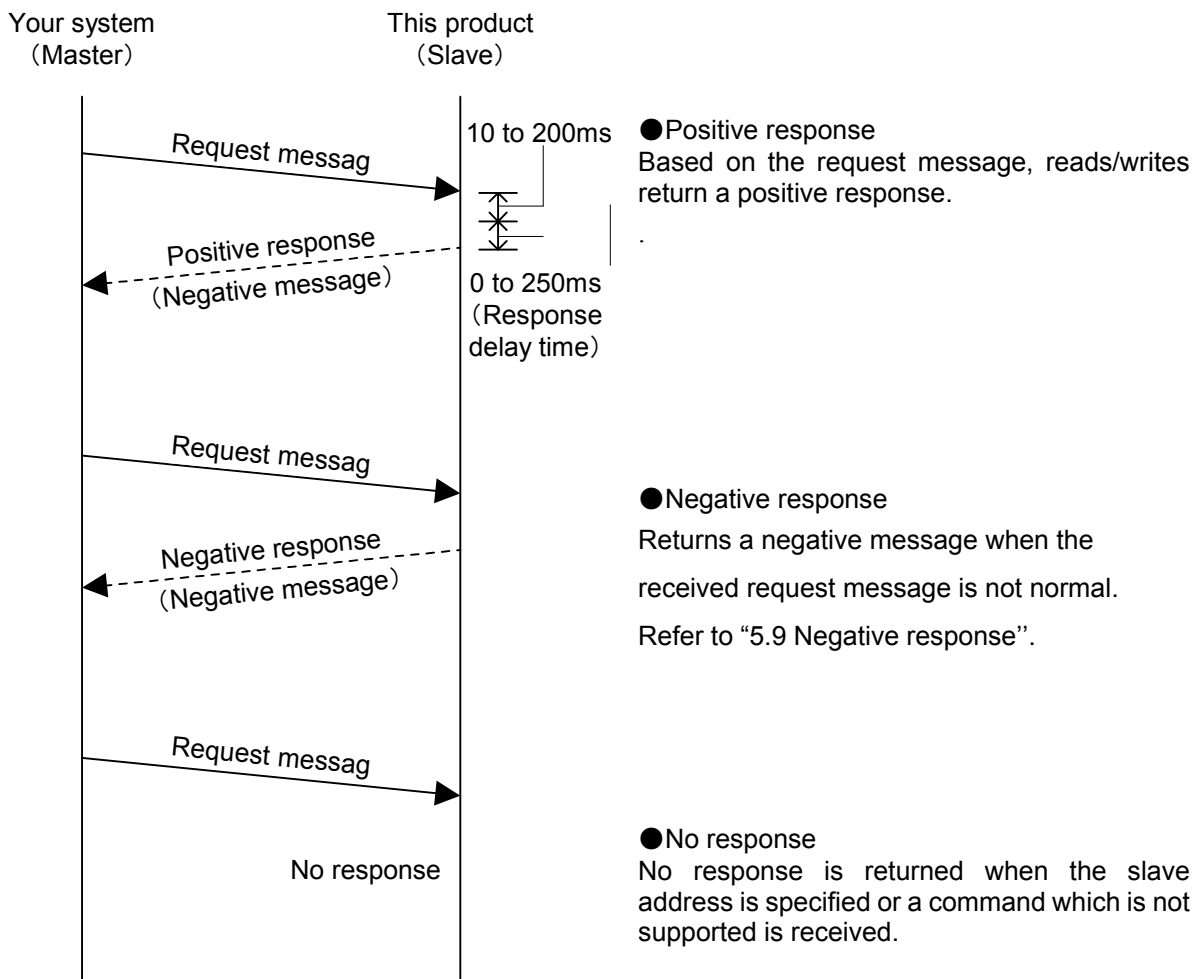 Your system
（Master）
This product
（Slave）
Request messag
10 to 200ms
Positive response
（Negative message）
0 to 250ms
（Response
delay time）
●Positive response
Based on the request message, reads/writes
return a positive response.
.
Request messag
Negative response
（Negative message）
●Negative response
Returns a negative message when the
received request message is not normal.
Refer to “5.9 Negative response’’.
Request messag
No response
●No response
No response is returned when the slave
address is specified or a command which is not
supported is received.